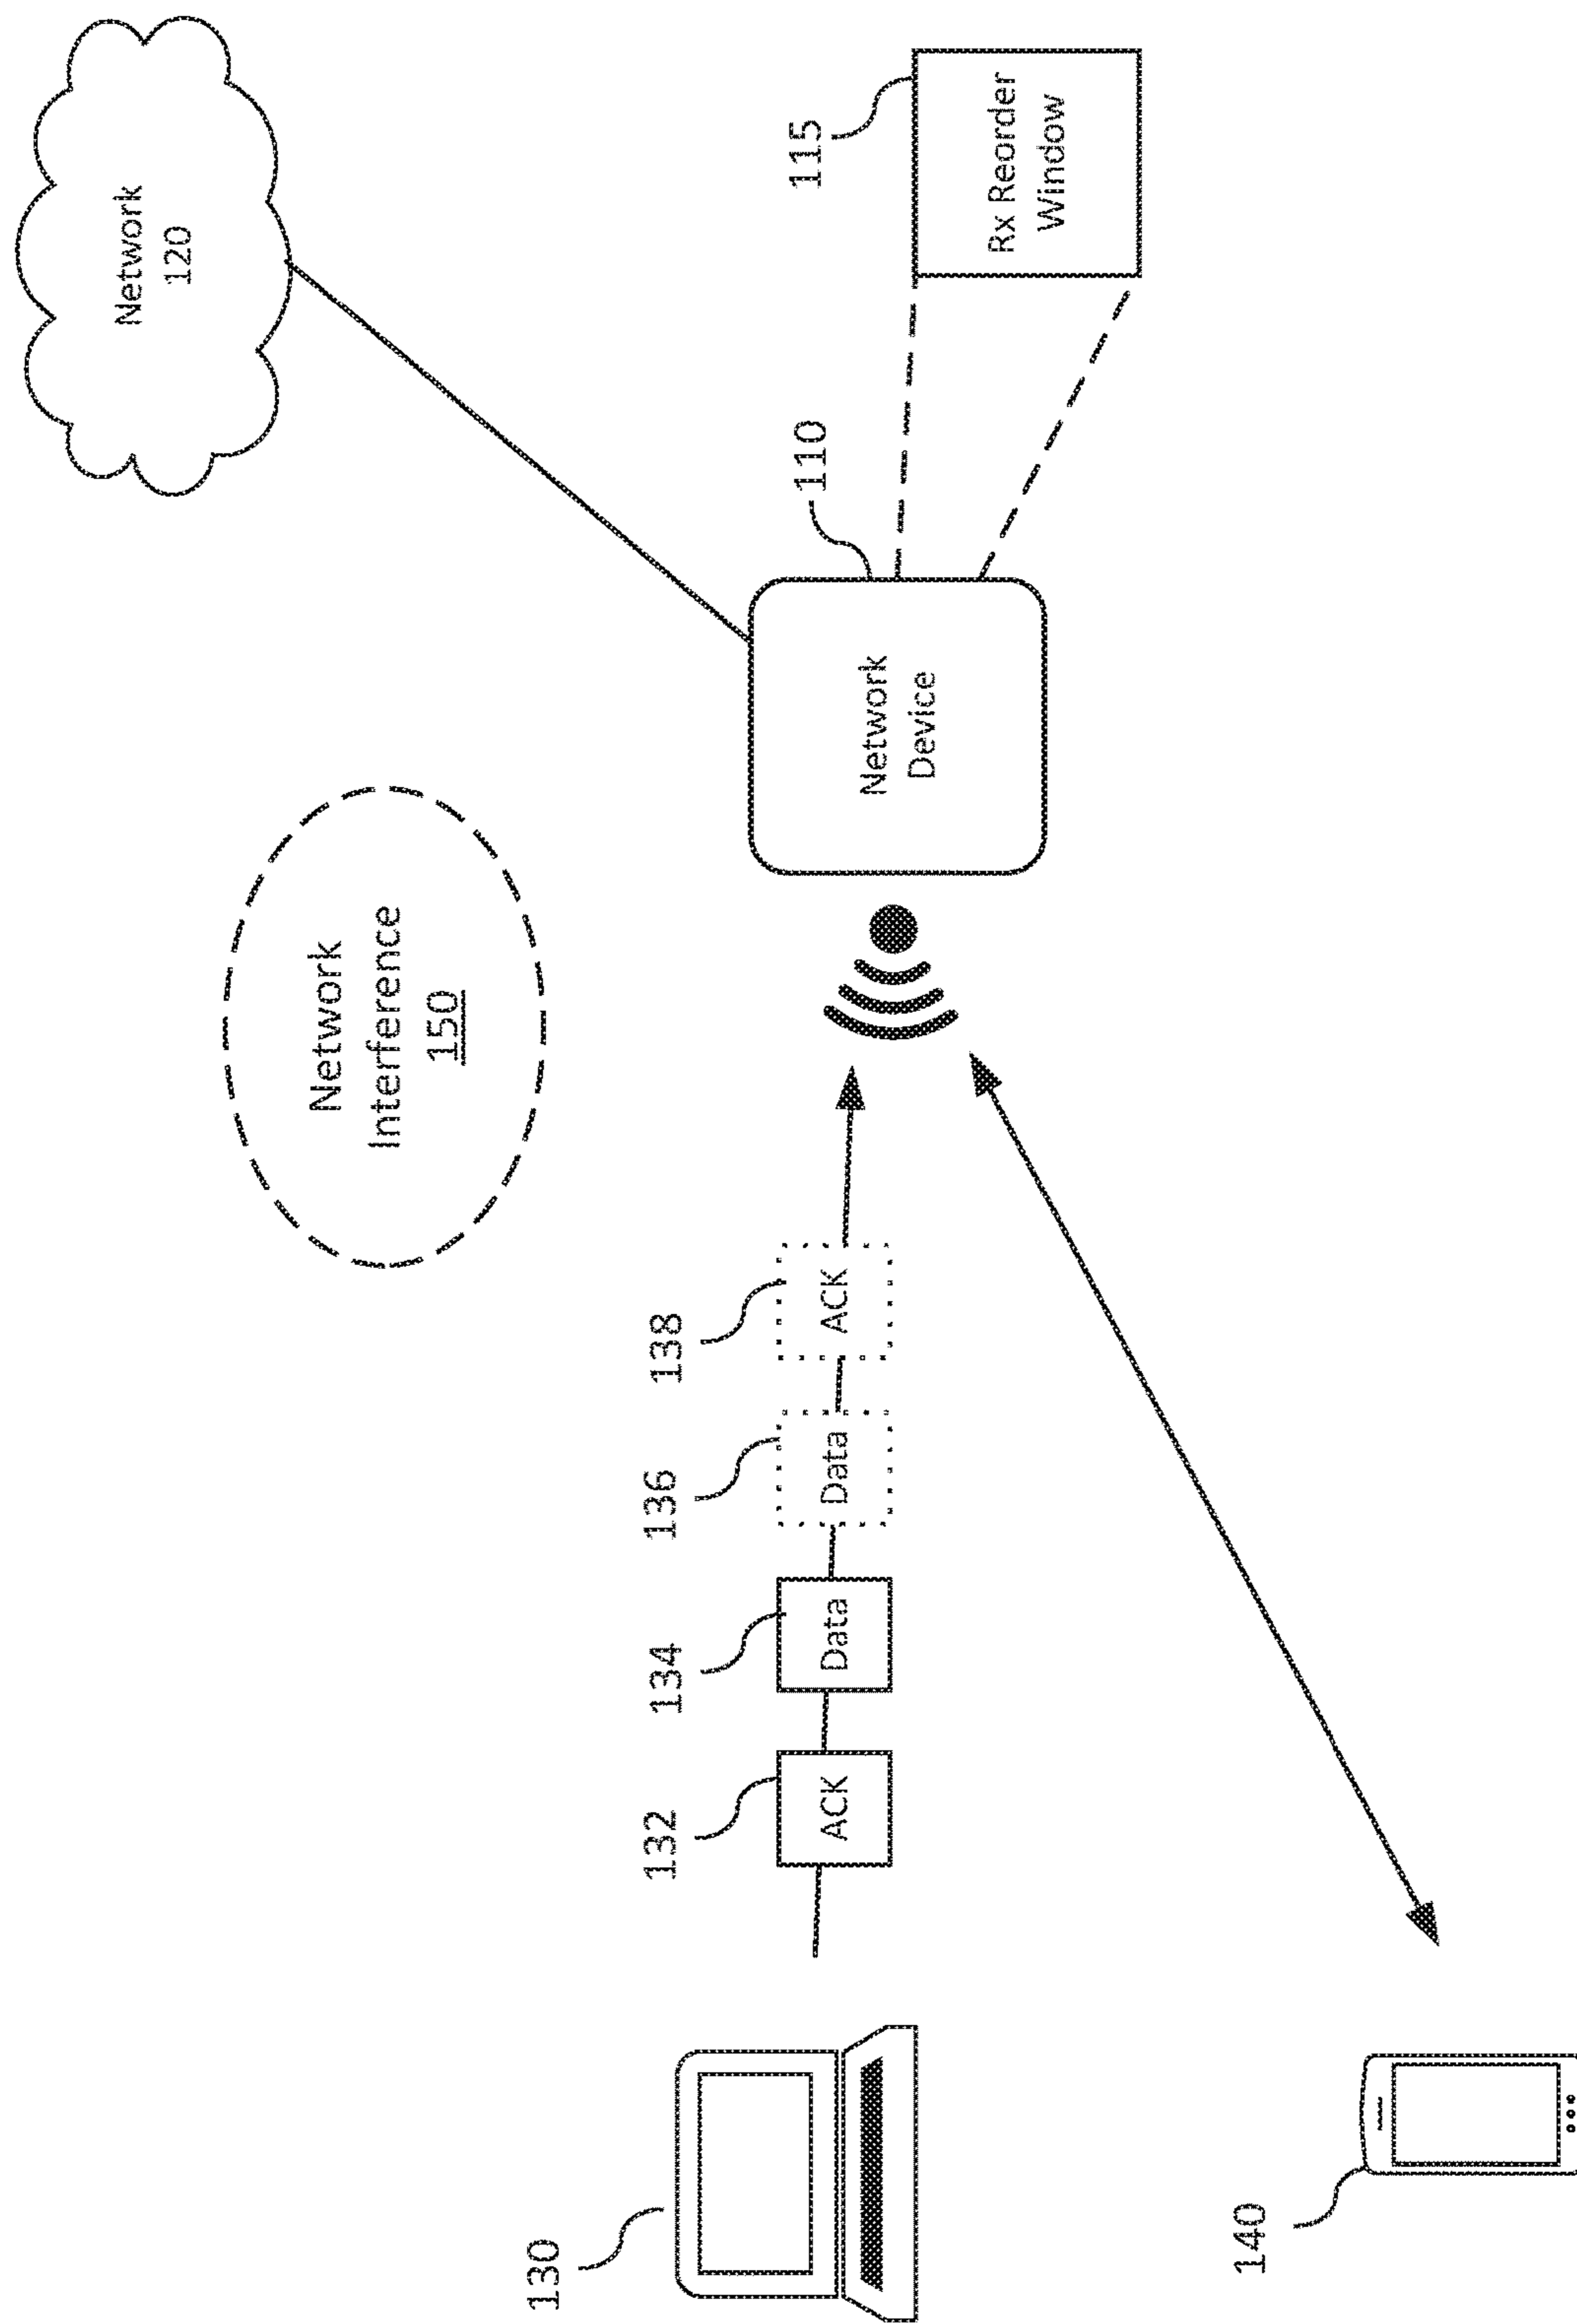 Network
120
Network
Interference
150
115
Rx Reorder
Window
110
Network
Device
138
ACK
136
Data
134
Data
132
ACK
130
140